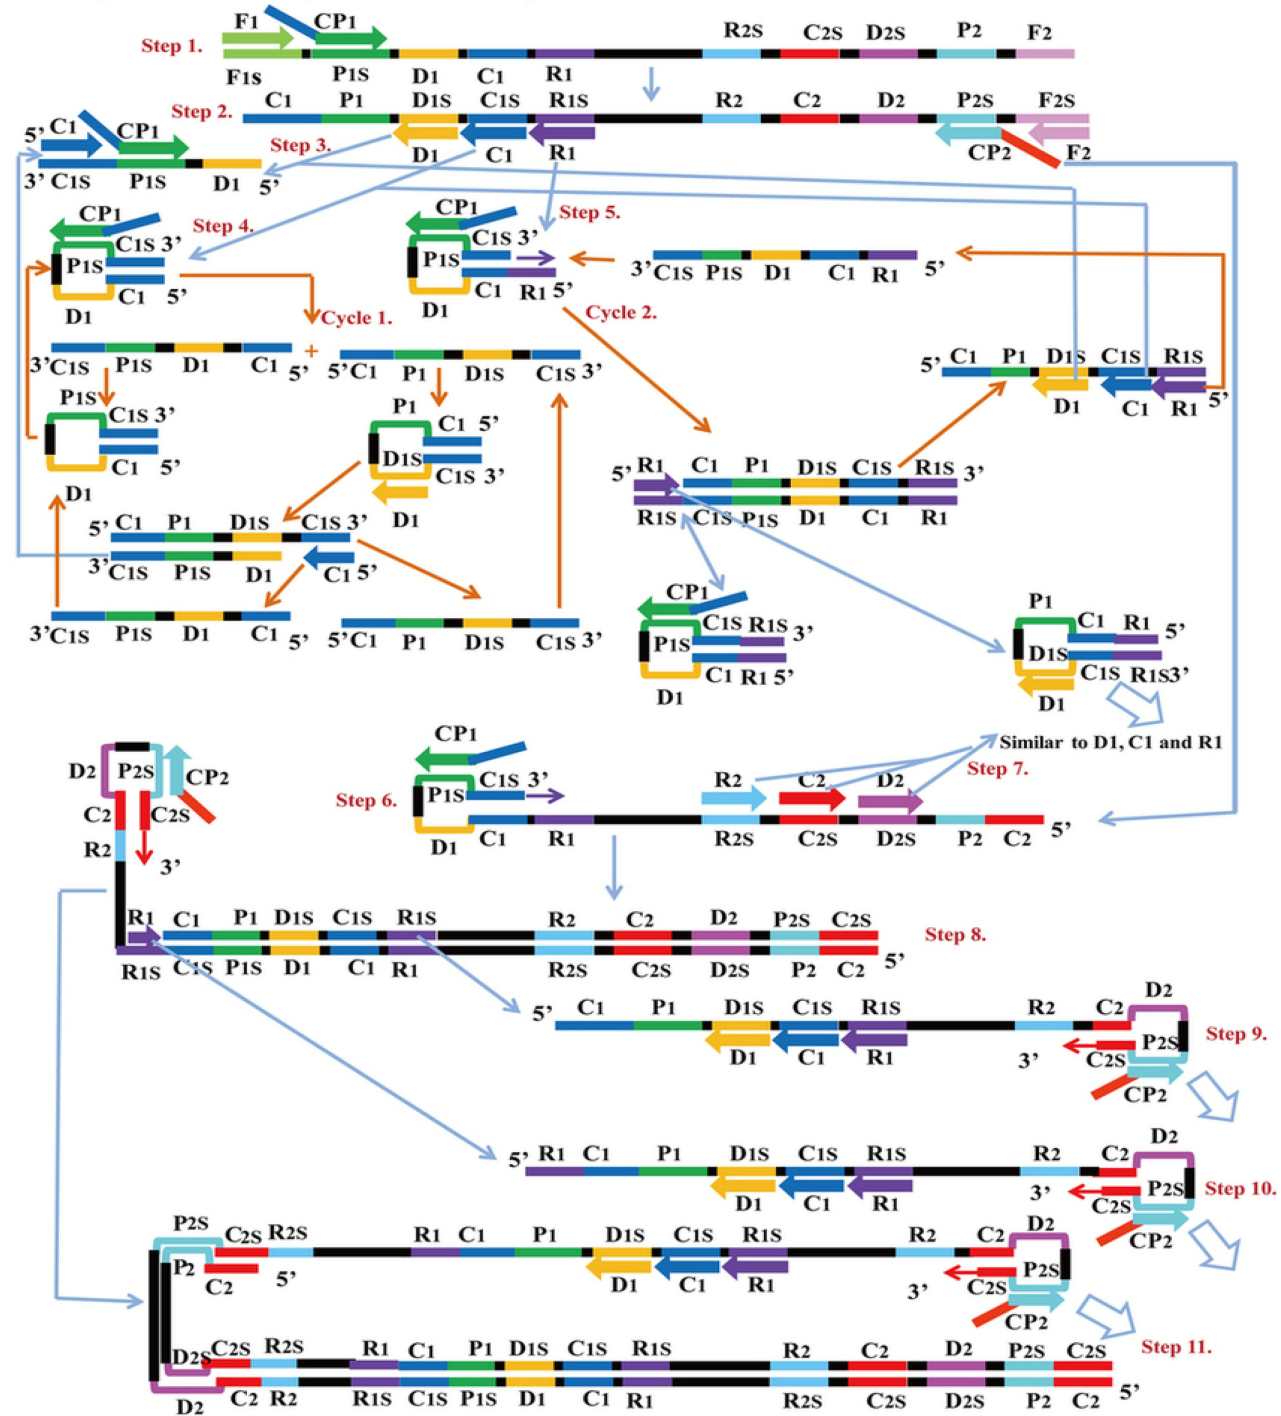 F1 CP1 R2S C2S D2S P2 F2
Step 1.
F1S P1S D1 C1 R1
C1 P1 D1S C1S R1S R2 C2 D2 P2S F2S
Step 2.
5' C1 CP1 Step 3. D1 C1 R1 CP2 F2
3' C1S P1S D1 5'
CP1 Step 4. CP1 Step 5.
C1S 3' C1S 3'
P1S P1S 3' C1S P1S D1 C1 R1 5'
C1 5' C1 R1 5'
D1 D1
Cycle 1. Cycle 2.
3' C1S P1S D1 C1 5' + 5' C1 P1 D1S C1S 3'
5' C1 P1 D1S C1S R1S
D1 C1 R1 5'
P1S C1S 3' P1 C1 5'
C1 5' D1S C1S 3'
D1 D1
5' R1 C1 P1 D1S C1S R1S 3'
R1S C1S P1S D1 C1 R1
5' C1 P1 D1S C1S 3'
3' C1S P1S D1 C1 5'
3' C1S P1S D1 C1 5' 5' C1 P1 D1S C1S 3'
CP1 C1S R1S 3' P1 C1 R1 5'
P1S D1S
C1 R1 5' C1S R1S 3'
D1 D1
Similar to D1, C1 and R1
Step 7.
D2 P2S CP2 CP1
C2 C2S Step 6. P1S C1S 3' R2 C2 D2
R2 3' D1 C1 R1 R2S C2S D2S P2 C2 5'
R1 C1 P1 D1S C1S R1S R2 C2 D2 P2S C2S
Step 8.
R1S C1S P1S D1 C1 R1 R2S C2S D2S P2 C2 5'
D2
5' C1 P1 D1S C1S R1S R2 C2
P2S Step 9.
D1 C1 R1 3' C2S
CP2
D2
5' R1 C1 P1 D1S C1S R1S R2 C2
P2S Step 10.
D1 C1 R1 3' C2S
CP2
P2S C2S R2S R1 C1 P1 D1S C1S R1S R2 C2 D2
P2 C2 5' D1 C1 R1 3' C2S P2S
CP2
Step 11.
D2S C2S R2S R1 C1 P1 D1S C1S R1S R2 C2 D2 P2S C2S
D2 C2 R2 R1S C1S P1S D1 C1 R1 R2S C2S D2S P2 C2 5'